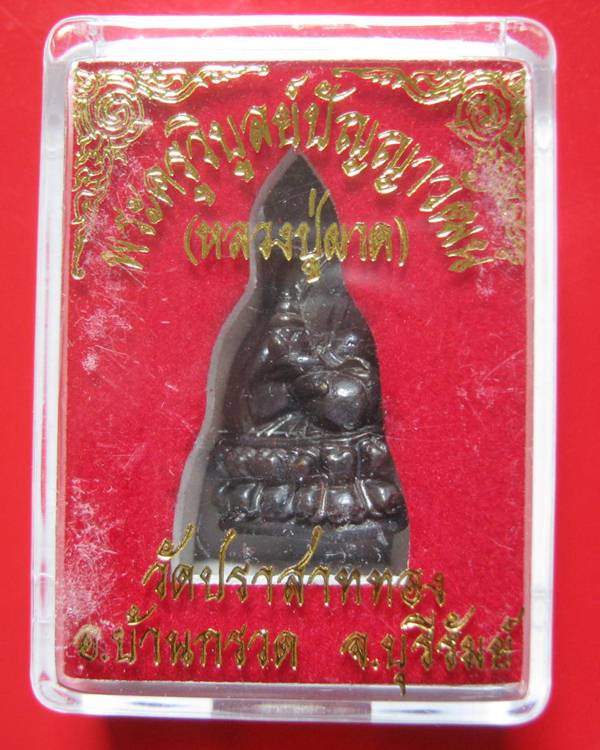 พระครูวิบูลย์ปัญญาวัฒน์
(หลวงปู่ผาด)
วัดปราสาททอง
อ.บ้านกรวด จ.บุรีรัมย์